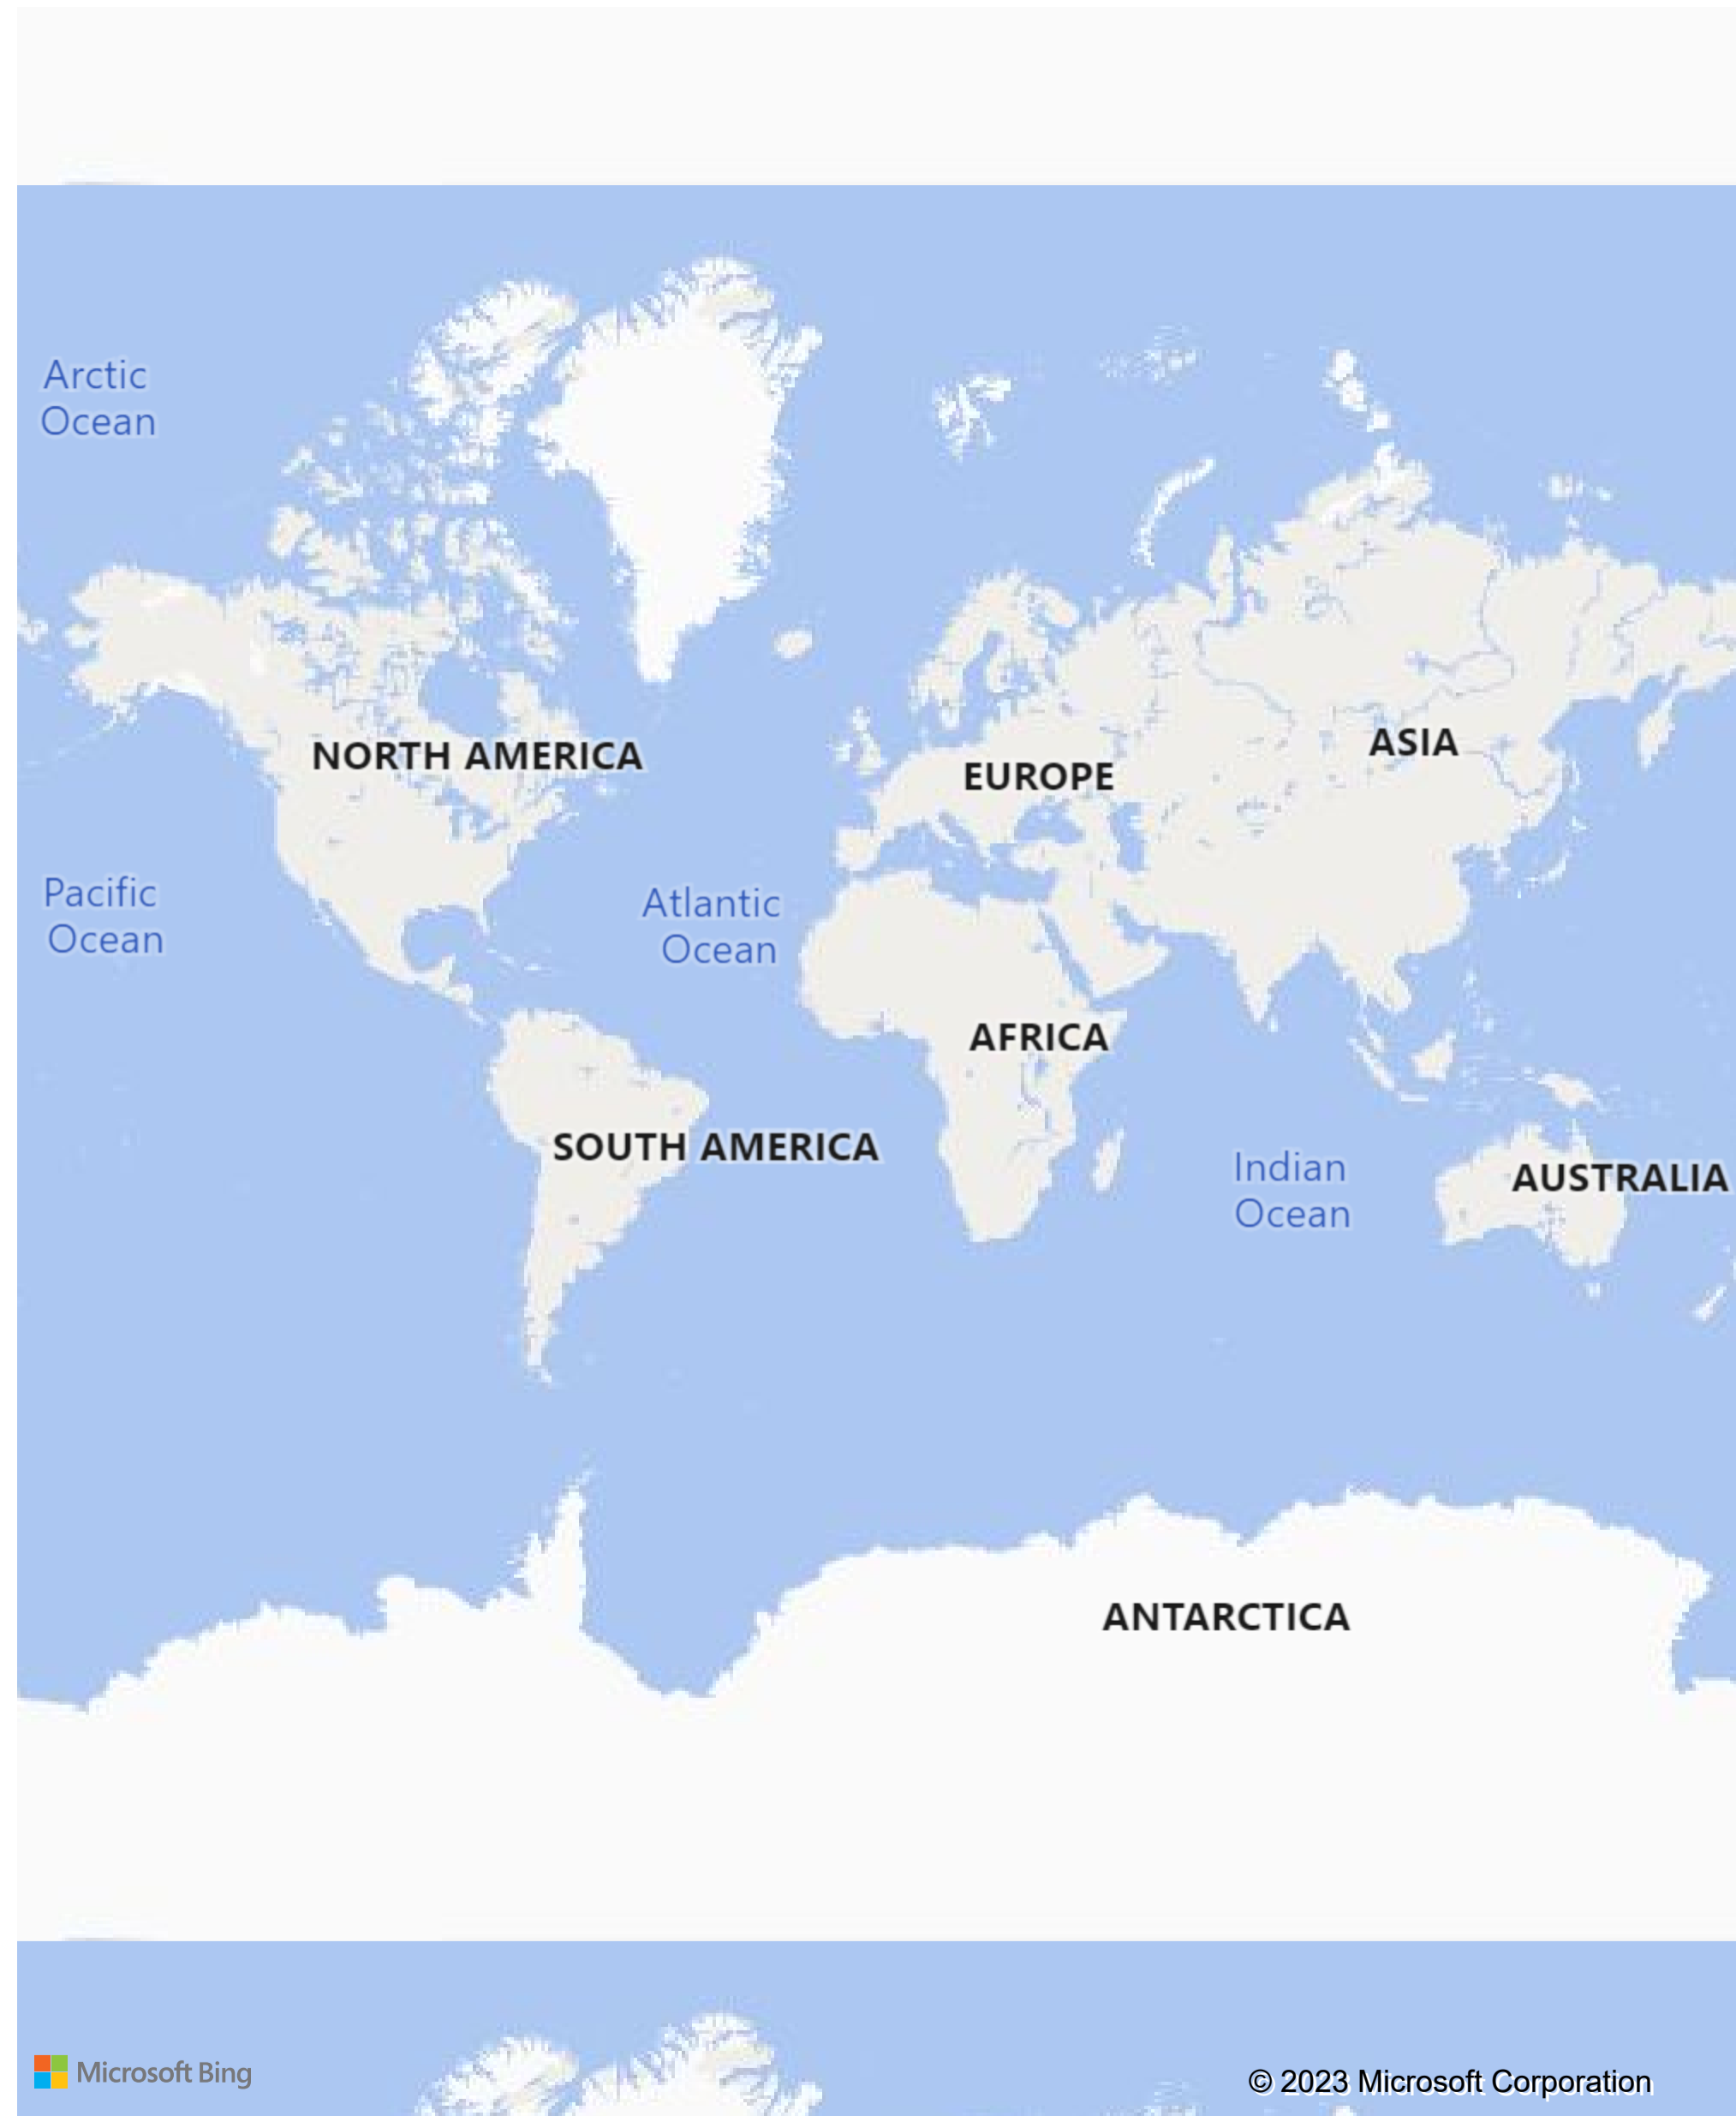 Arctic
Ocean
NORTH AMERICA
ASIA
EUROPE
Pacific
Ocean
Atlantic
Ocean
AFRICA
SOUTH AMERICA
Indian
Ocean
AUSTRALIA
ANTARCTICA
Microsoft Bing
© 2023 Microsoft Corporation